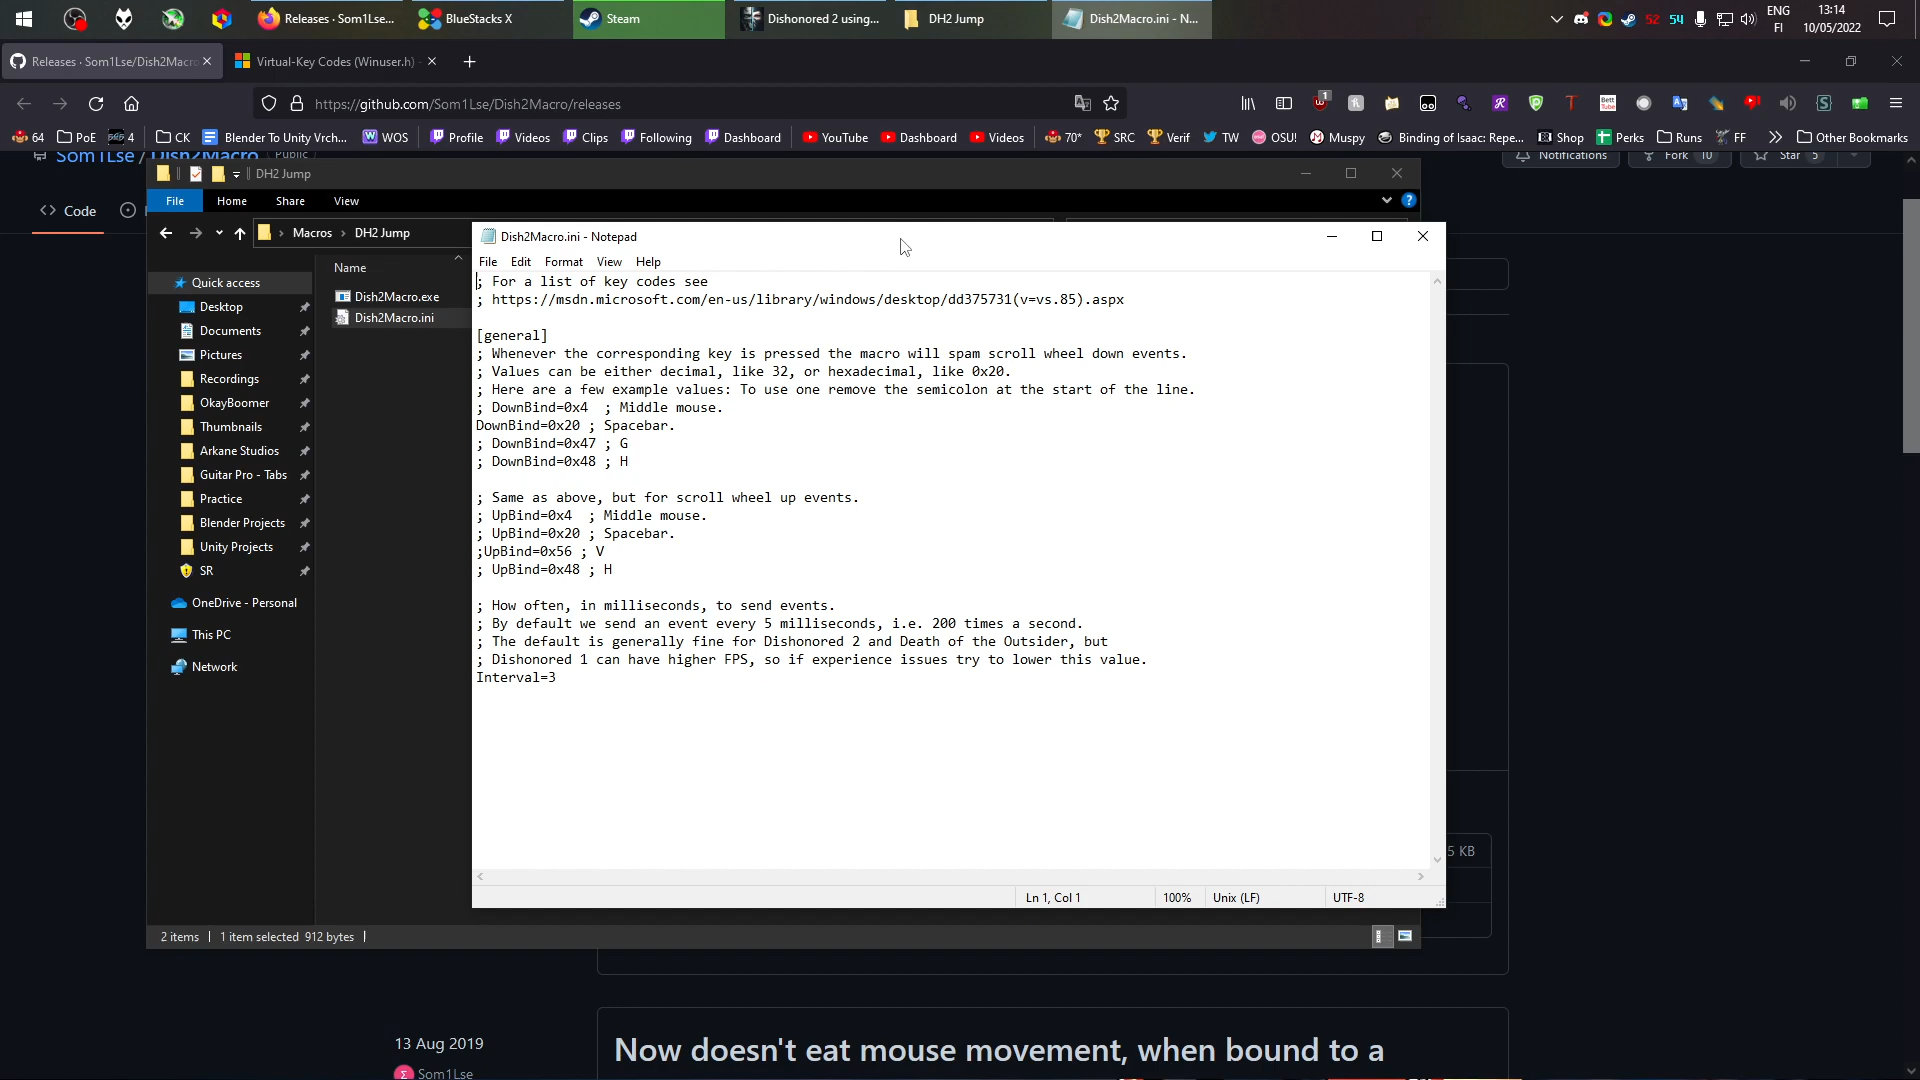 Releases · Som1Lse...
BlueStacks X
Steam
Dishonored 2 using...
DH2 Jump
Dish2Macro.ini - N...
52
54
ENG
FI
13:14
10/05/2022
Releases · Som1Lse/Dish2Macro
Virtual-Key Codes (Winuser.h) -
https://github.com/Som1Lse/Dish2Macro/releases
1
64
PoE
4
CK
Blender To Unity Vrch...
WOS
Profile
Videos
Clips
Following
Dashboard
YouTube
Dashboard
Videos
70*
SRC
Verif
TW
OSU!
Muspy
Binding of Isaac: Repe...
Shop
Perks
Runs
FF
Other Bookmarks
Som1Lse / Dish2Macro
Public
Notifications
Fork 10
Star 5
DH2 Jump
File
Home
Share
View
Code
Macros
DH2 Jump
Dish2Macro.ini - Notepad
File
Edit
Format
View
Help
Name
Dish2Macro.exe
Dish2Macro.ini
Quick access
Desktop
Documents
Pictures
Recordings
OkayBoomer
Thumbnails
Arkane Studios
Guitar Pro - Tabs
Practice
Blender Projects
Unity Projects
SR
OneDrive - Personal
This PC
Network
; For a list of key codes see
; https://msdn.microsoft.com/en-us/library/windows/desktop/dd375731(v=vs.85).aspx
[general]
; Whenever the corresponding key is pressed the macro will spam scroll wheel down events.
; Values can be either decimal, like 32, or hexadecimal, like 0x20.
; Here are a few example values: To use one remove the semicolon at the start of the line.
; DownBind=0x4  ; Middle mouse.
DownBind=0x20 ; Spacebar.
; DownBind=0x47 ; G
; DownBind=0x48 ; H
; Same as above, but for scroll wheel up events.
; UpBind=0x4  ; Middle mouse.
; UpBind=0x20 ; Spacebar.
;UpBind=0x56 ; V
; UpBind=0x48 ; H
; How often, in milliseconds, to send events.
; By default we send an event every 5 milliseconds, i.e. 200 times a second.
; The default is generally fine for Dishonored 2 and Death of the Outsider, but
; Dishonored 1 can have higher FPS, so if experience issues try to lower this value.
Interval=3
5 KB
Ln 1, Col 1
100%
Unix (LF)
UTF-8
2 items
1 item selected 912 bytes
13 Aug 2019
Som1Lse
Now doesn't eat mouse movement, when bound to a